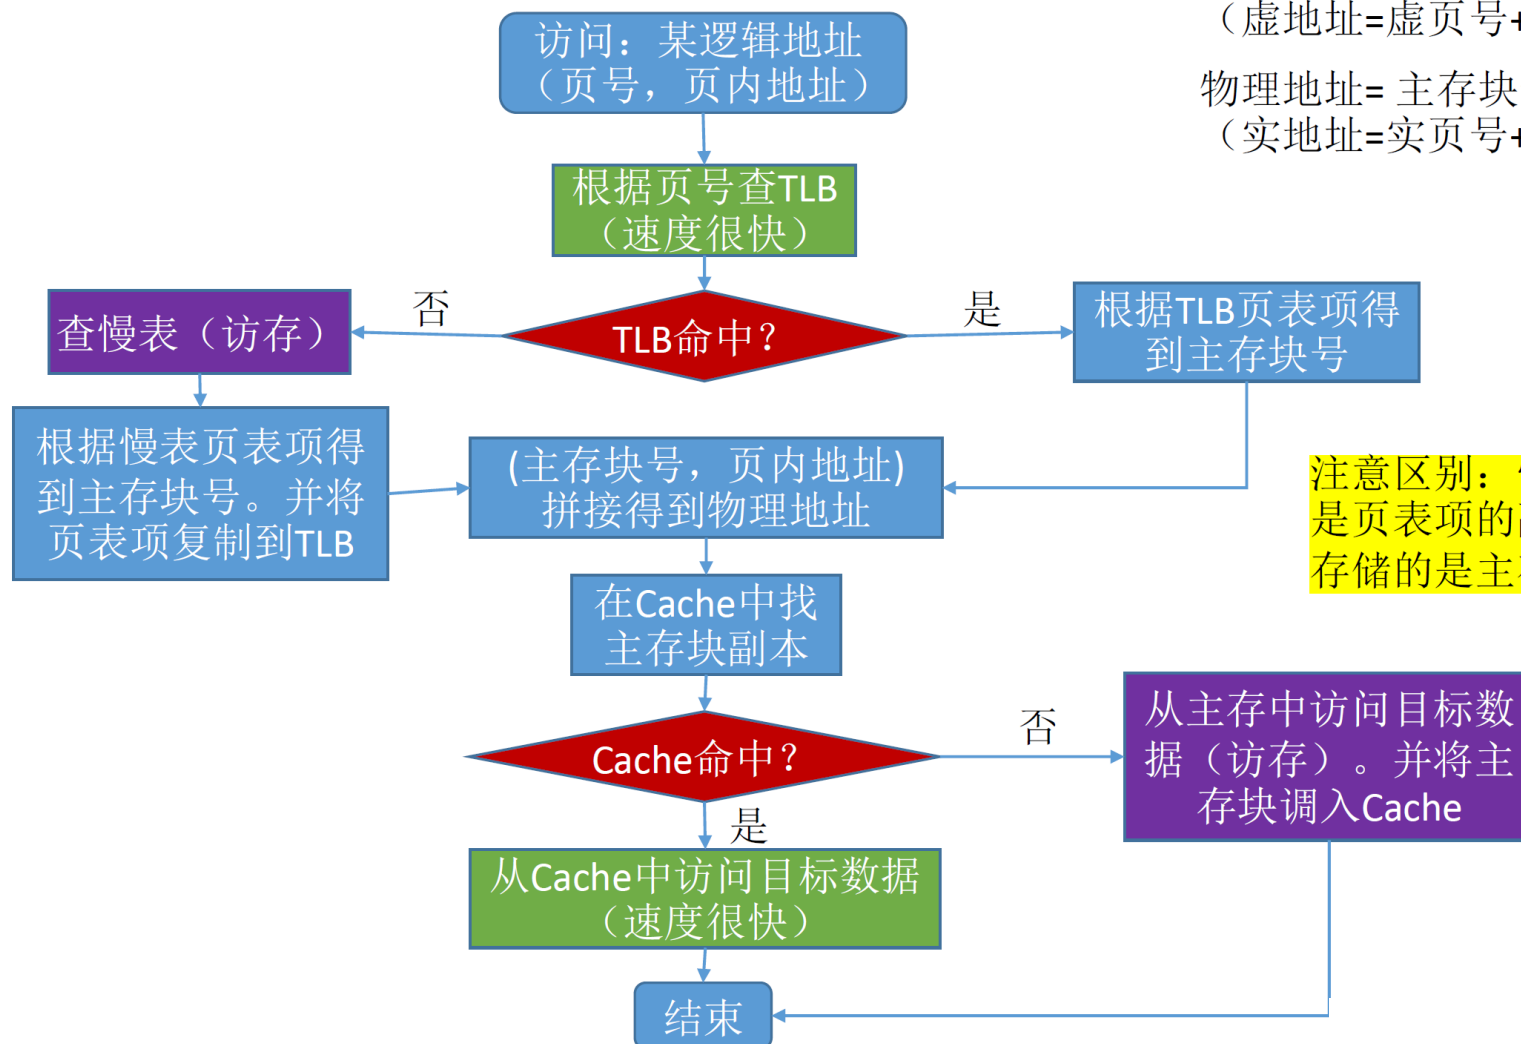 访问：某逻辑地址
（页号，页内地址）
（虚地址=虚页号+
物理地址= 主存块
（实地址=实页号+
根据页号查TLB
（速度很快）
否
是
查慢表（访存）
TLB命中？
根据TLB页表项得
到主存块号
根据慢表页表项得
到主存块号。并将
页表项复制到TLB
(主存块号，页内地址)
拼接得到物理地址
注意区别：
是页表项的
存储的是主
在Cache中找
主存块副本
Cache命中？
否
是
从主存中访问目标数
据（访存）。并将主
存块调入Cache
从Cache中访问目标数据
（速度很快）
结束